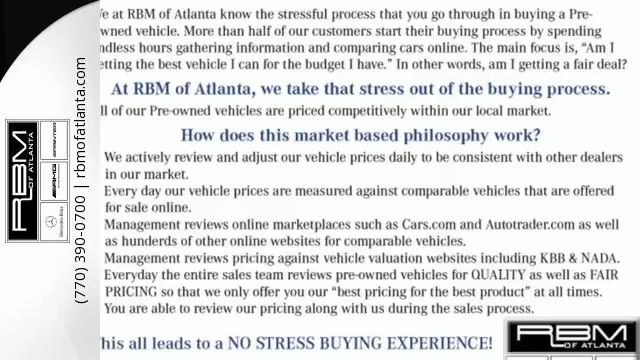 e at RBM of Atlanta know the stressful process that you go through in buying a Pre-
wned vehicle. More than half of our customers start their buying process by spending
ndless hours gathering information and comparing cars online. The main focus is, “Am I
etting the best vehicle I can for the budget I have.” In other words, am I getting a fair deal?
At RBM of Atlanta, we take that stress out of the buying process.
ll of our Pre-owned vehicles are priced competitively within our local market.
How does this market based philosophy work?
We actively review and adjust our vehicle prices daily to be consistent with other dealers
in our market.
Every day our vehicle prices are measured against comparable vehicles that are offered
for sale online.
Management reviews online marketplaces such as Cars.com and Autotrader.com as well
as hunderds of other online websites for comparable vehicles.
Management reviews pricing against vehicle valuation websites including KBB & NADA.
Everyday the entire sales team reviews pre-owned vehicles for QUALITY as well as FAIR
PRICING so that we only offer you our “best pricing for the best product” at all times.
You are able to review our pricing along with us during the sales process.
his all leads to a NO STRESS BUYING EXPERIENCE!
RBM
OF ATLANTA
RBM
OF ATLANTA
SPRINTER
AMG
Mercedes-Benz
(770) 390-0700 | rbmofatlanta.com